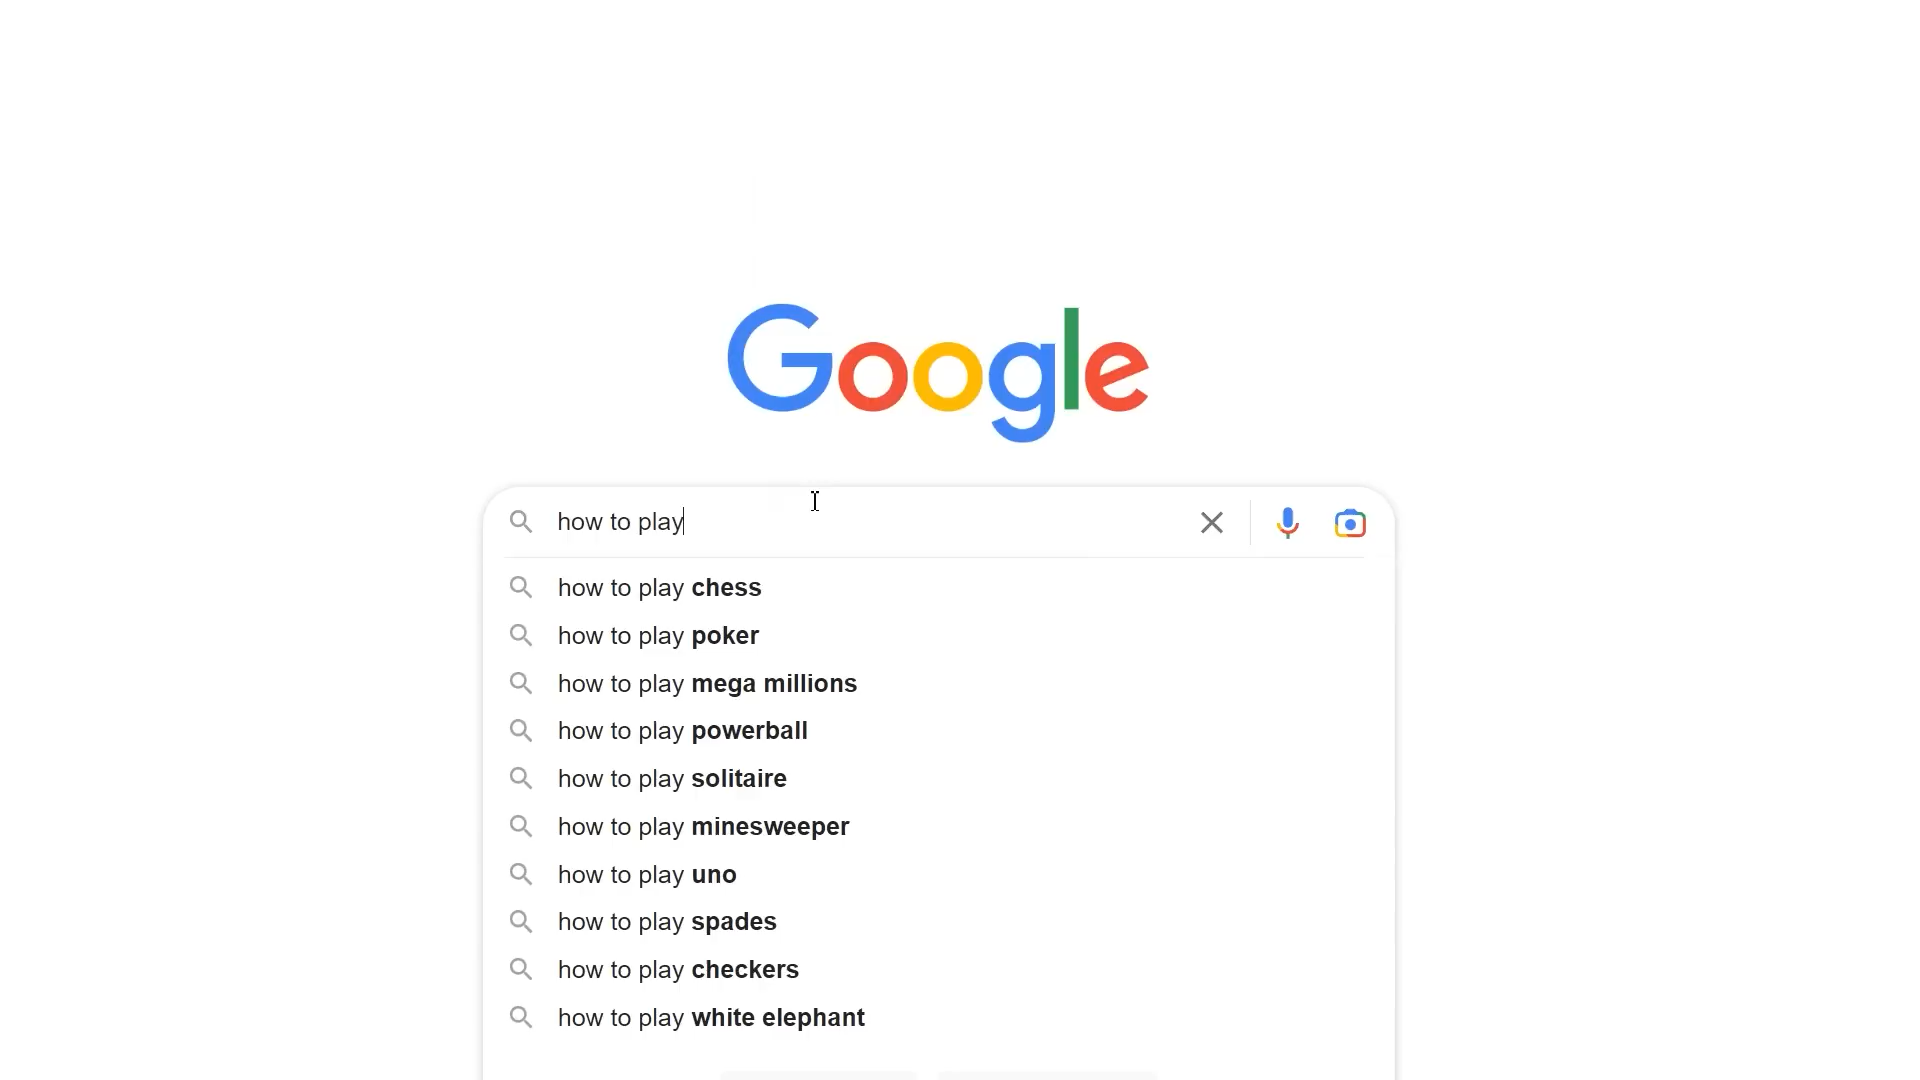 Google
how to play
how to play chess
how to play poker
how to play mega millions
how to play powerball
how to play solitaire
how to play minesweeper
how to play uno
how to play spades
how to play checkers
how to play white elephant